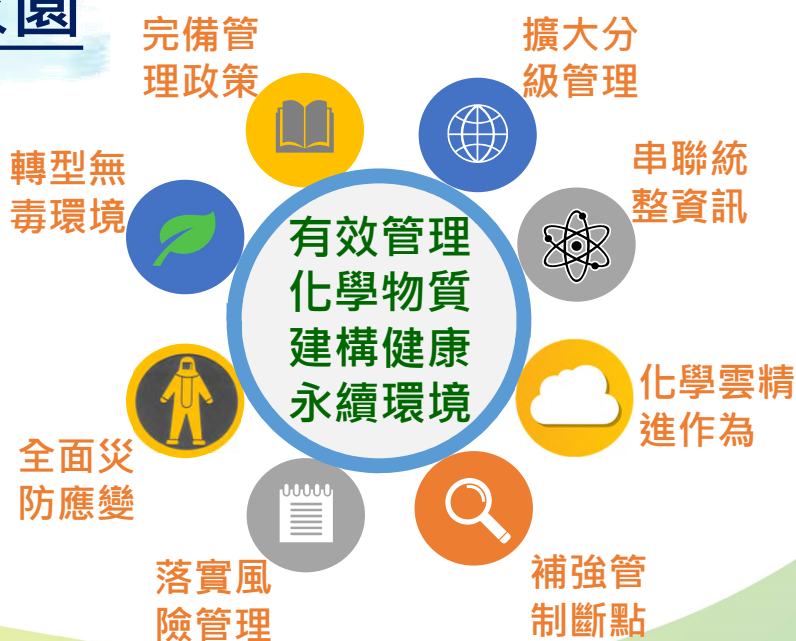 園
完備管
理政策
擴大分
級管理
串聯統
整資訊
化學雲精
進作為
補強管
制斷點
落實風
險管理
全面災
防應變
轉型無
毒環境
有效管理
化學物質
建構健康
永續環境